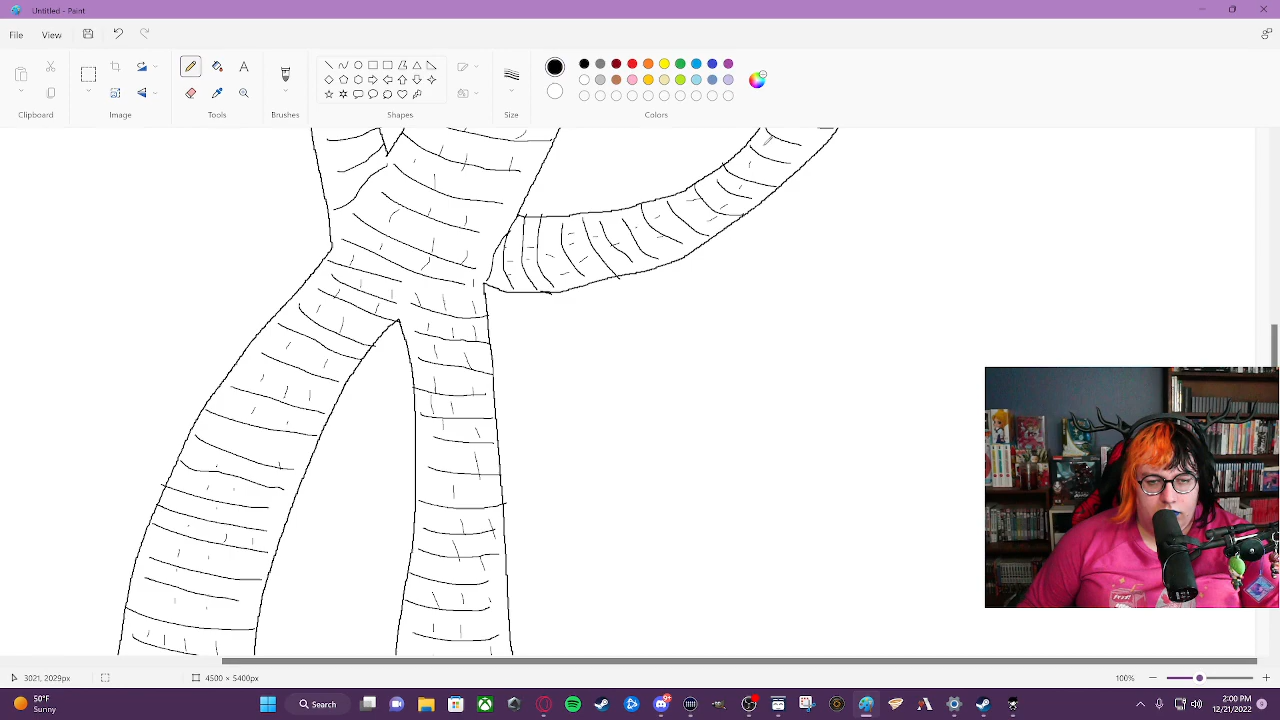 Untitled - Paint
File View
Clipboard Image Tools Brushes Shapes Size Colors
3021, 2029px 4500 × 5400px 100%
50°F
Sunny
Search
2:00 PM
12/21/2022